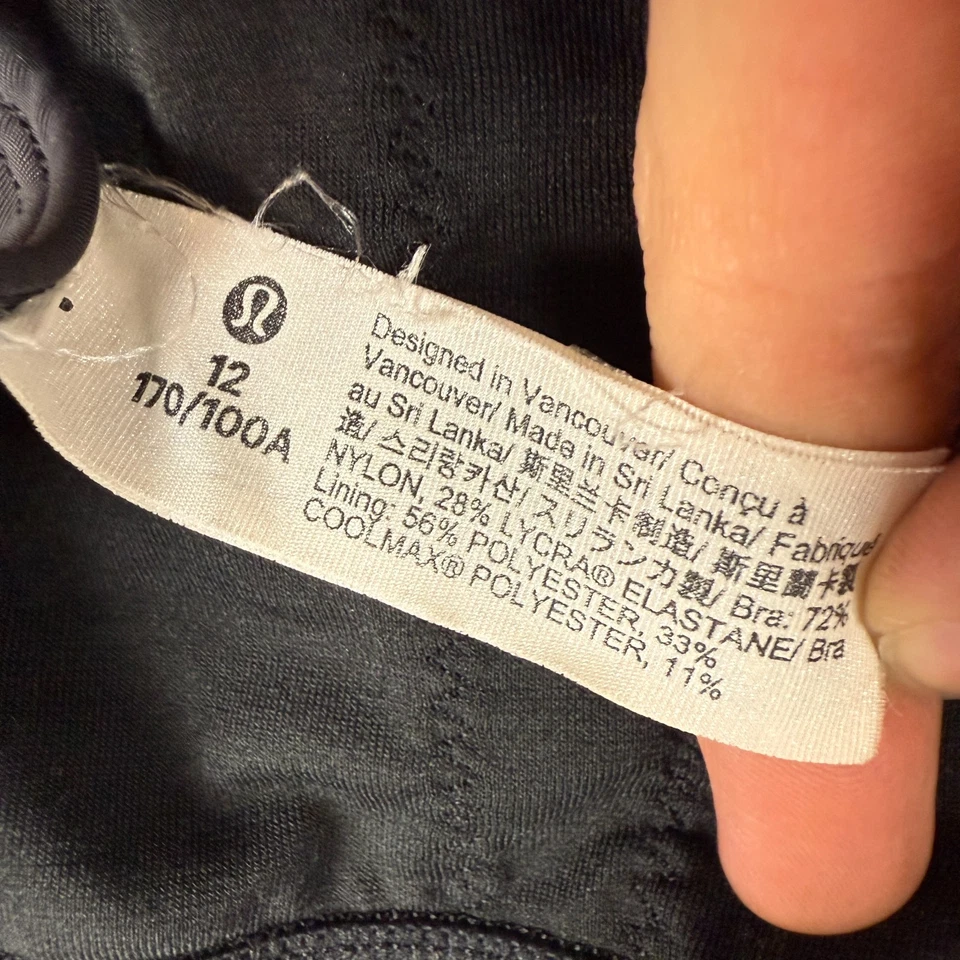 12
170/100A
Designed in Vancouver/ Conçu à
Vancouver/ Made in Sri Lanka/ Fabriqué
au Sri Lanka/ 斯里兰卡制造/ 斯里蘭卡製
造/ 스리랑카산/ スリランカ製/ Bra: 72%
NYLON, 28% LYCRA® ELASTANE/ Bra
Lining: 56% POLYESTER, 33%
COOLMAX® POLYESTER, 11%